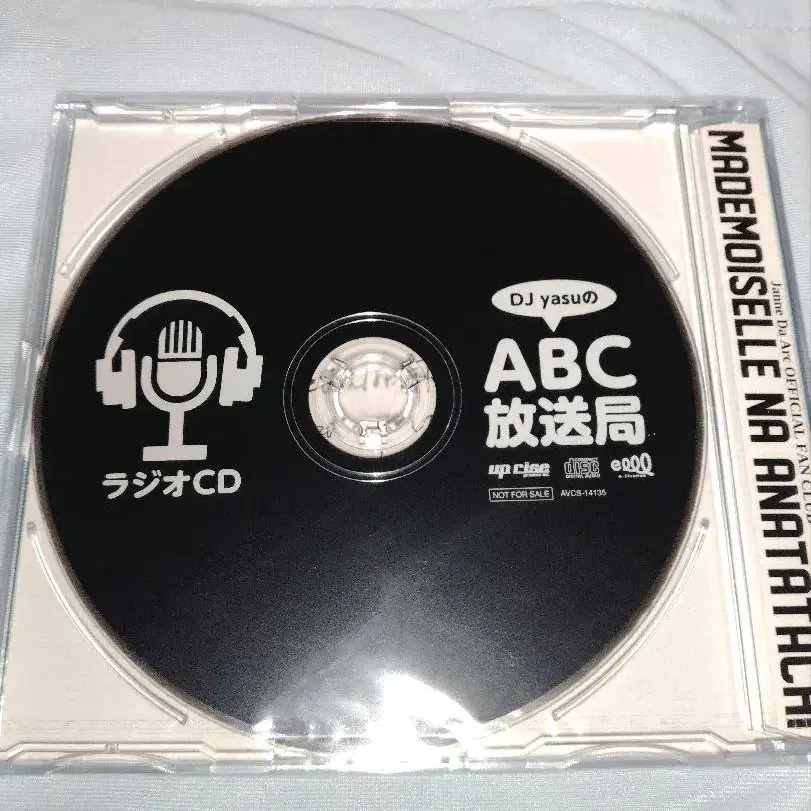 ラジオCD
DJ yasuの
ABC
放送局
up rise
COMPACT
disc
DIGITAL AUDIO
NOT FOR SALE
AVCS-14135
MADEMOISELLE NA ANATATACHI
Janne Da Arc OFFICIAL FAN CLUB